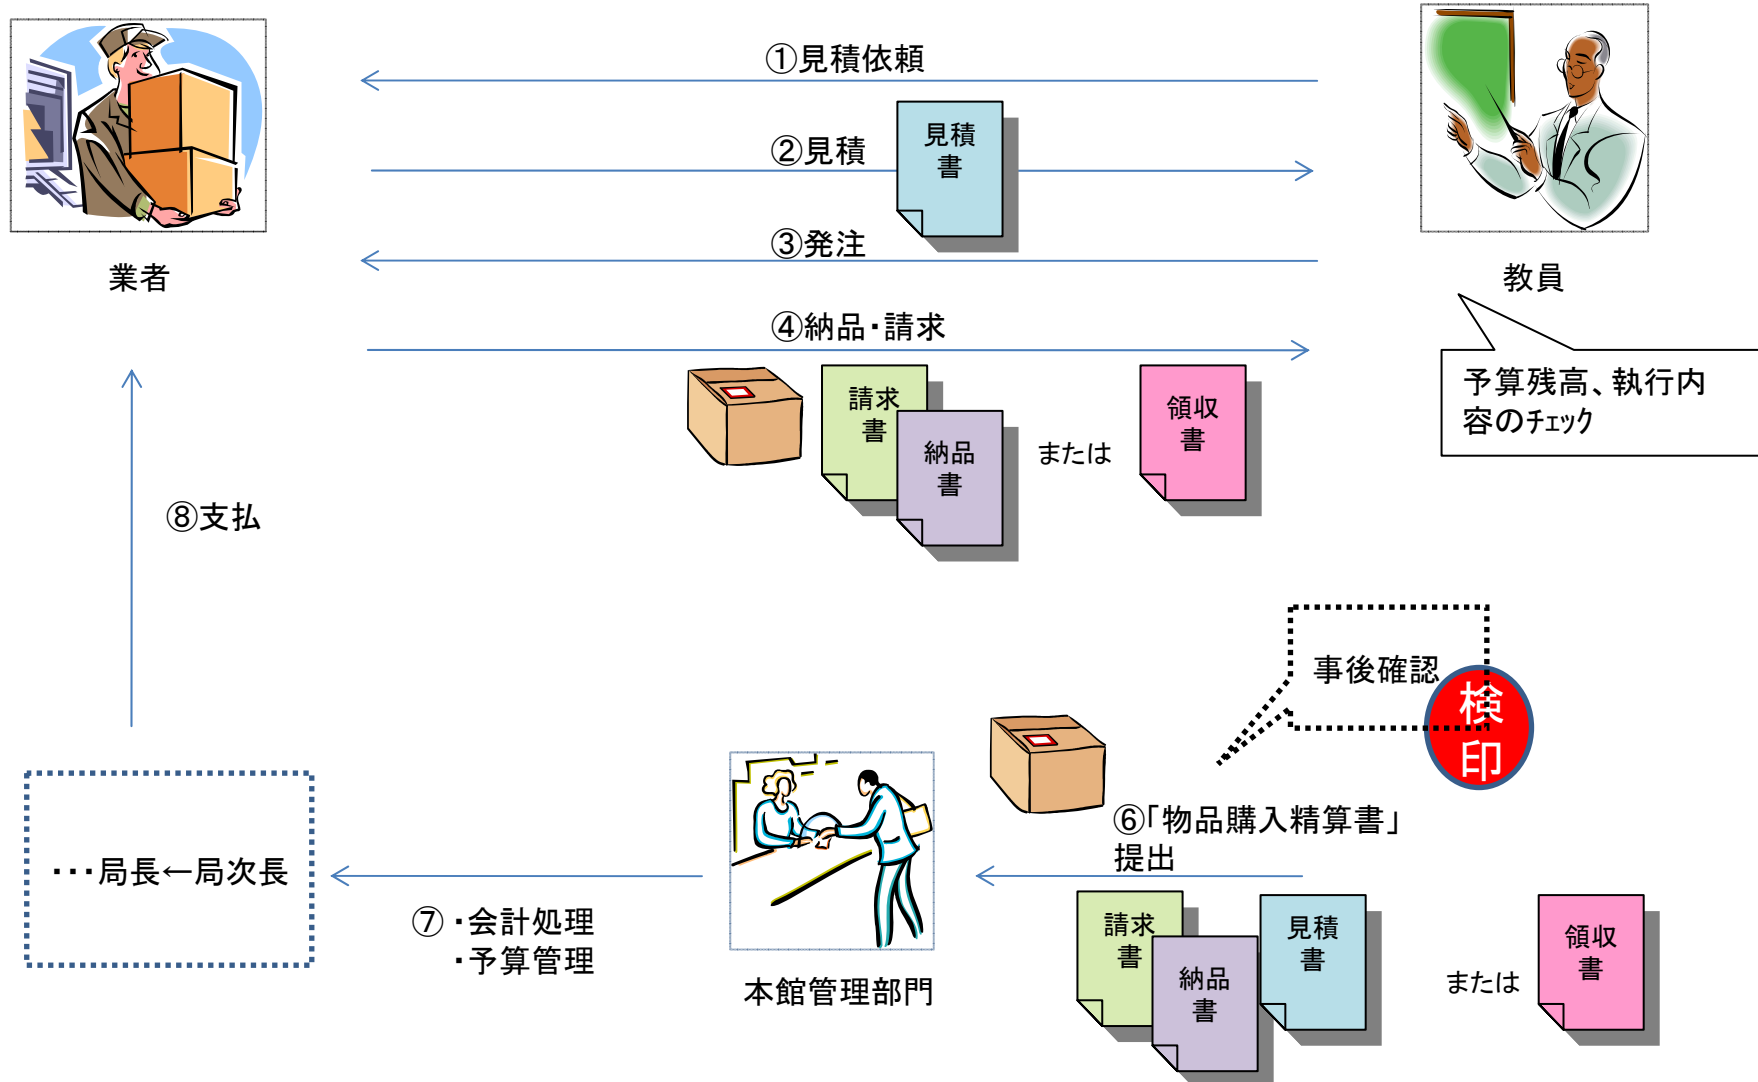 ①見積依頼
見積
書
②見積
③発注
業者
教員
④納品・請求
予算残高、執行内
容のチェック
請求
書
納品
書
または
領収
書
⑧支払
事後確認
検
印
⑥「物品購入精算書」
提出
・・・局長←局次長
⑦・会計処理
・予算管理
本館管理部門
請求
書
納品
書
見積
書
または
領収
書